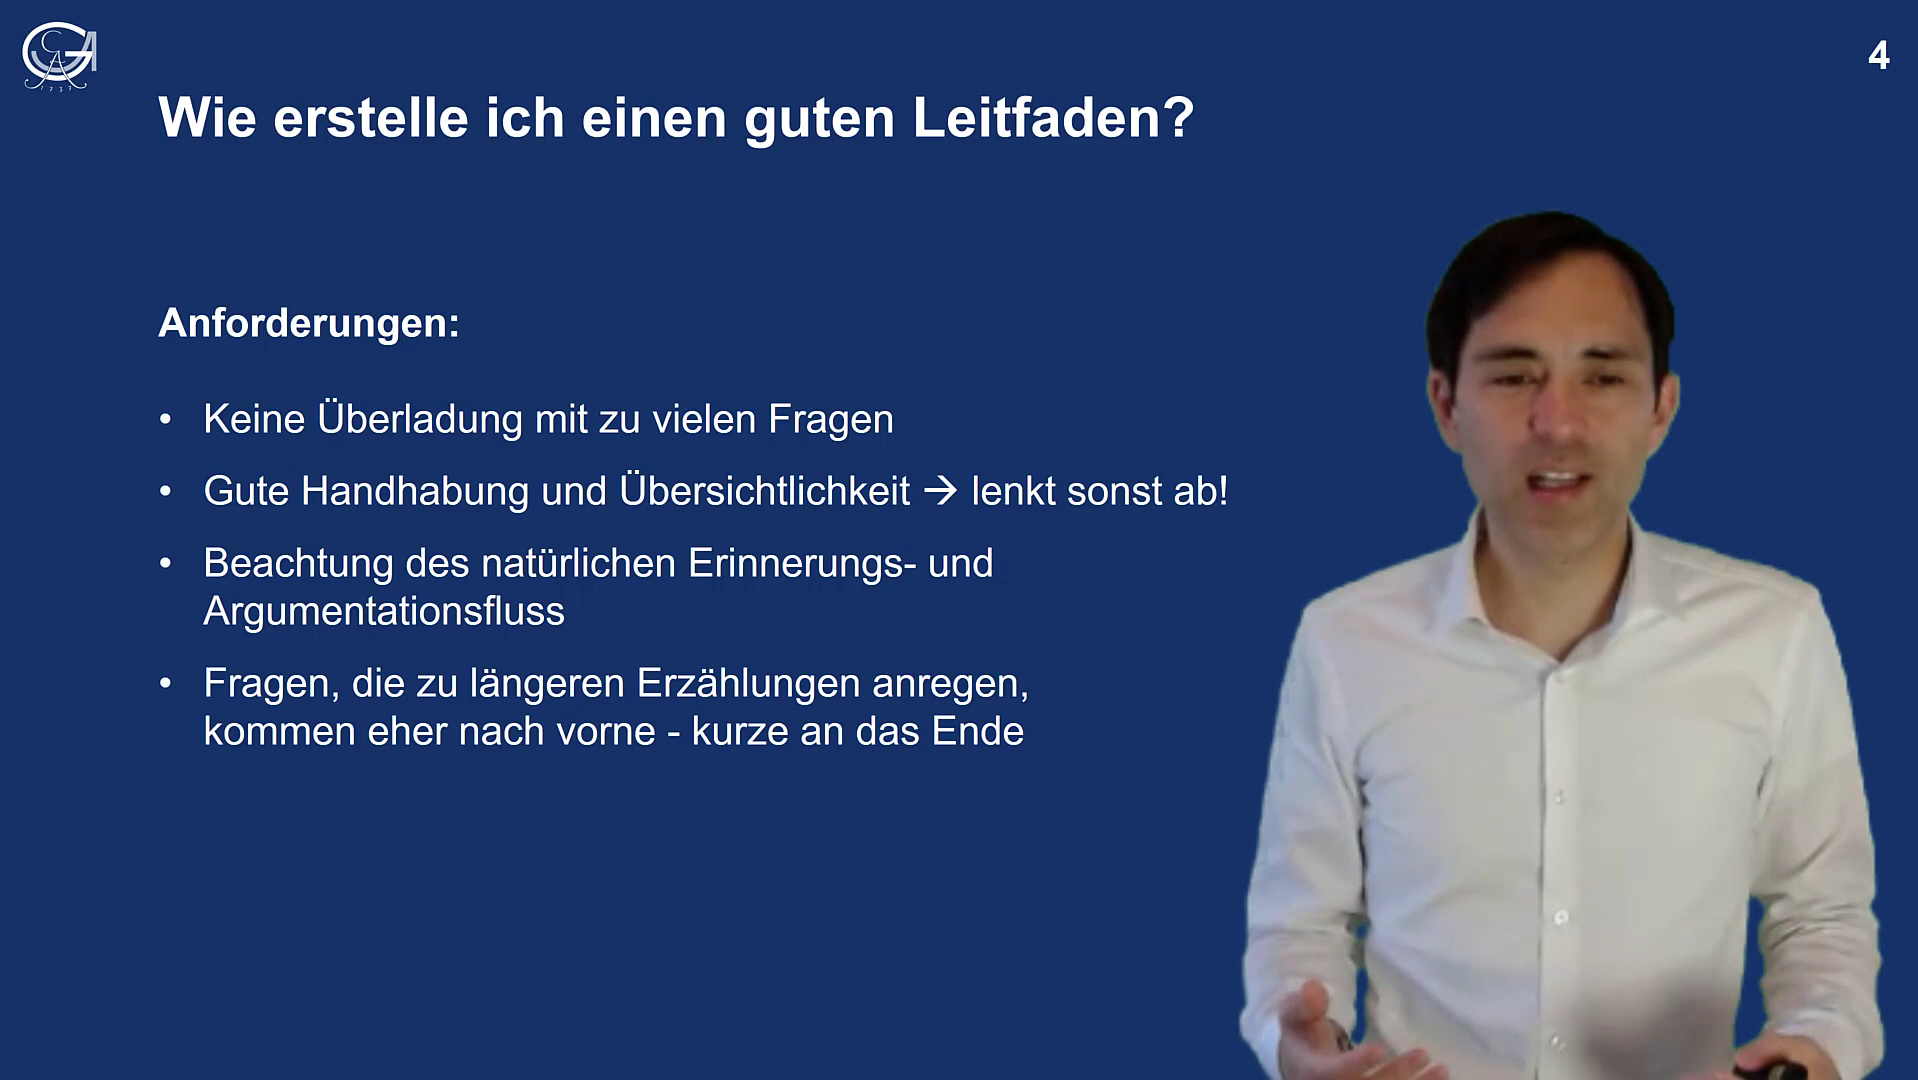 4
Wie erstelle ich einen guten Leitfaden?
Anforderungen:
• Keine Überladung mit zu vielen Fragen
• Gute Handhabung und Übersichtlichkeit → lenkt sonst ab!
• Beachtung des natürlichen Erinnerungs- und
Argumentationsfluss
• Fragen, die zu längeren Erzählungen anregen,
kommen eher nach vorne - kurze an das Ende